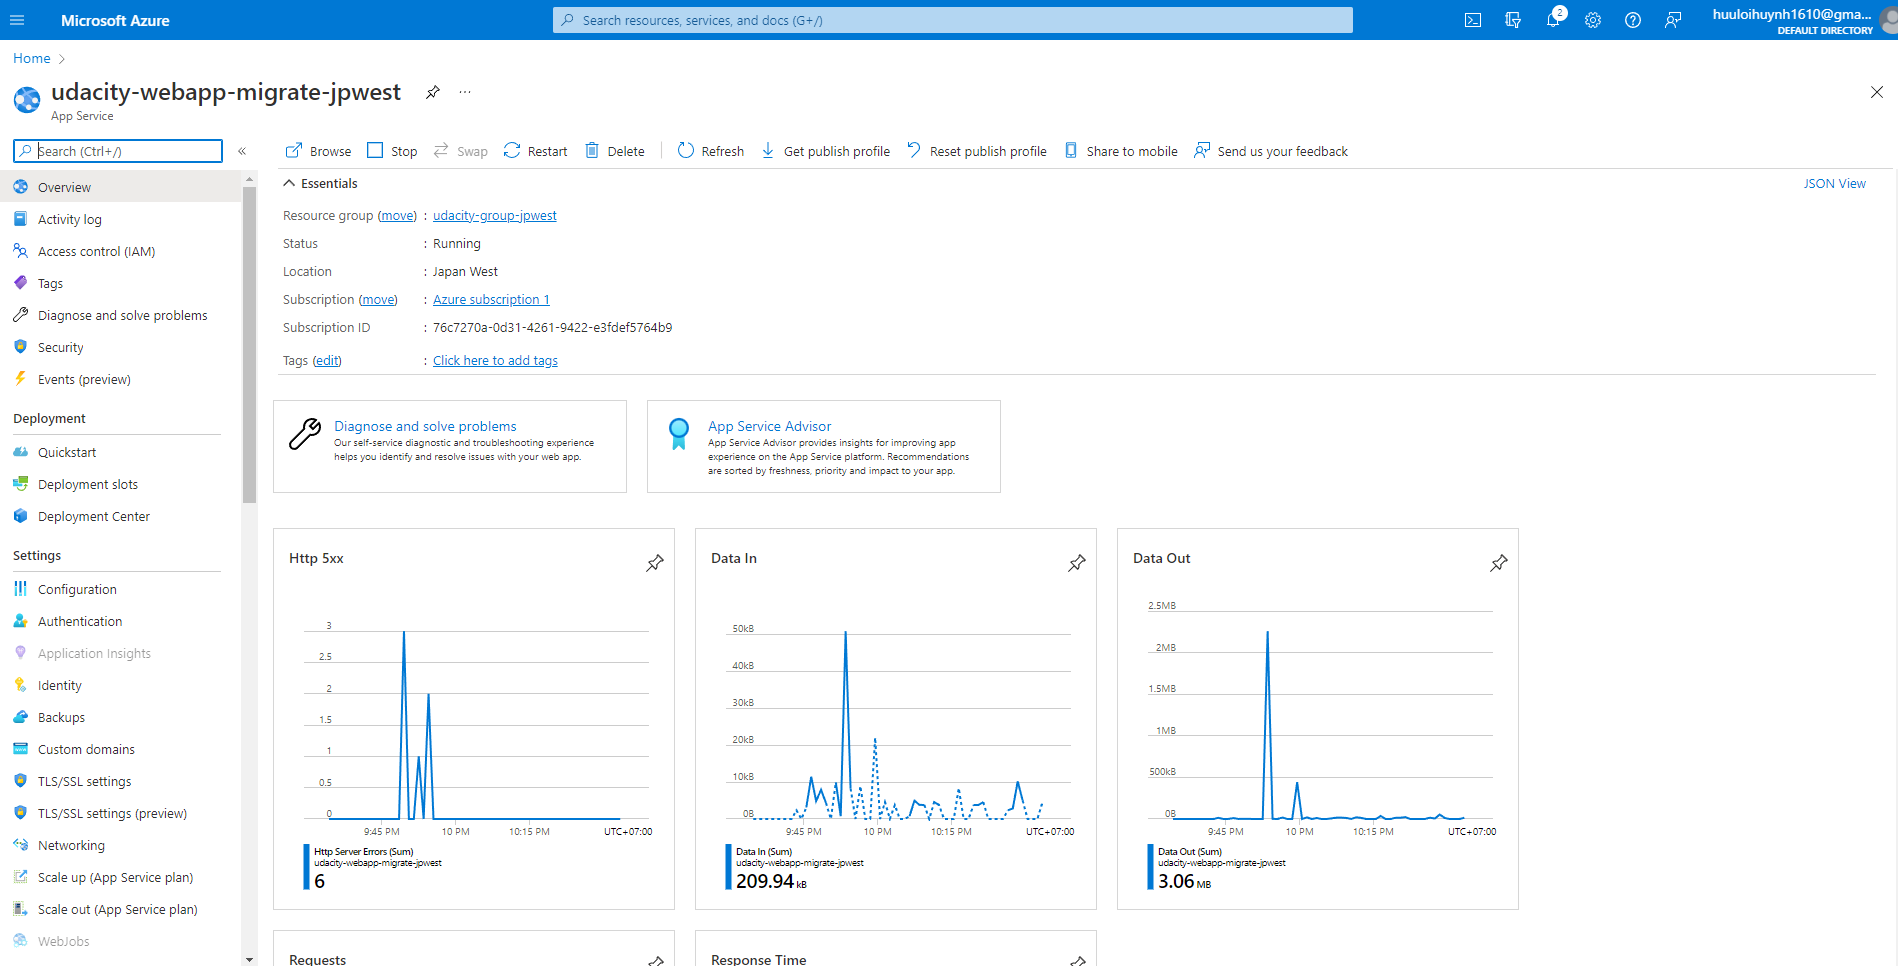 Microsoft Azure
Search resources, services, and docs (G+/)
2
huuloihuynh1610@gma...
DEFAULT DIRECTORY
Home
udacity-webapp-migrate-jpwest
...
App Service
Search (Ctrl+/)
«
Browse
Stop
Swap
Restart
Delete
Refresh
Get publish profile
Reset publish profile
Share to mobile
Send us your feedback
Overview
Activity log
Access control (IAM)
Tags
Diagnose and solve problems
Security
Events (preview)
Deployment
Quickstart
Deployment slots
Deployment Center
Settings
Configuration
Authentication
Application Insights
Identity
Backups
Custom domains
TLS/SSL settings
TLS/SSL settings (preview)
Networking
Scale up (App Service plan)
Scale out (App Service plan)
WebJobs
Essentials
JSON View
Resource group (move) : udacity-group-jpwest
Status : Running
Location : Japan West
Subscription (move) : Azure subscription 1
Subscription ID : 76c7270a-0d31-4261-9422-e3fdef5764b9
Tags (edit) : Click here to add tags
Diagnose and solve problems
Our self-service diagnostic and troubleshooting experience
helps you identify and resolve issues with your web app.
App Service Advisor
App Service Advisor provides insights for improving app
experience on the App Service platform. Recommendations
are sorted by freshness, priority and impact to your app.
Http 5xx
3
2.5
2
1.5
1
0.5
0
9:45 PM 10 PM 10:15 PM UTC+07:00
Http Server Errors (Sum)
udacity-webapp-migrate-jpwest
6
Data In
50kB
40kB
30kB
20kB
10kB
0B
9:45 PM 10 PM 10:15 PM UTC+07:00
Data In (Sum)
udacity-webapp-migrate-jpwest
209.94 kB
Data Out
2.5MB
2MB
1.5MB
1MB
500kB
0B
9:45 PM 10 PM 10:15 PM UTC+07:00
Data Out (Sum)
udacity-webapp-migrate-jpwest
3.06 MB
Requests
Response Time